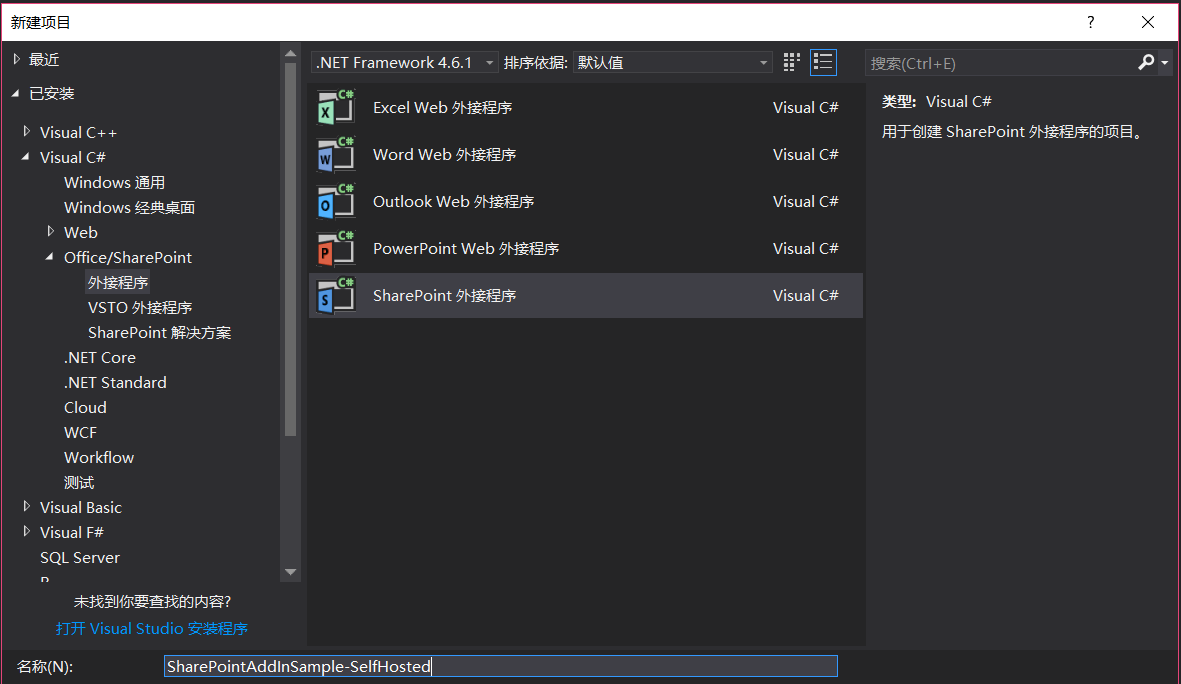 新建项目
?
最近
已安装
Visual C++
Visual C#
Windows 通用
Windows 经典桌面
Web
Office/SharePoint
外接程序
VSTO 外接程序
SharePoint 解决方案
.NET Core
.NET Standard
Cloud
WCF
Workflow
测试
Visual Basic
Visual F#
SQL Server
未找到你要查找的内容?
打开 Visual Studio 安装程序
.NET Framework 4.6.1 排序依据: 默认值
Excel Web 外接程序 Visual C#
Word Web 外接程序 Visual C#
Outlook Web 外接程序 Visual C#
PowerPoint Web 外接程序 Visual C#
SharePoint 外接程序 Visual C#
搜索(Ctrl+E)
类型: Visual C#
用于创建 SharePoint 外接程序的项目。
名称(N): SharePointAddInSample-SelfHosted